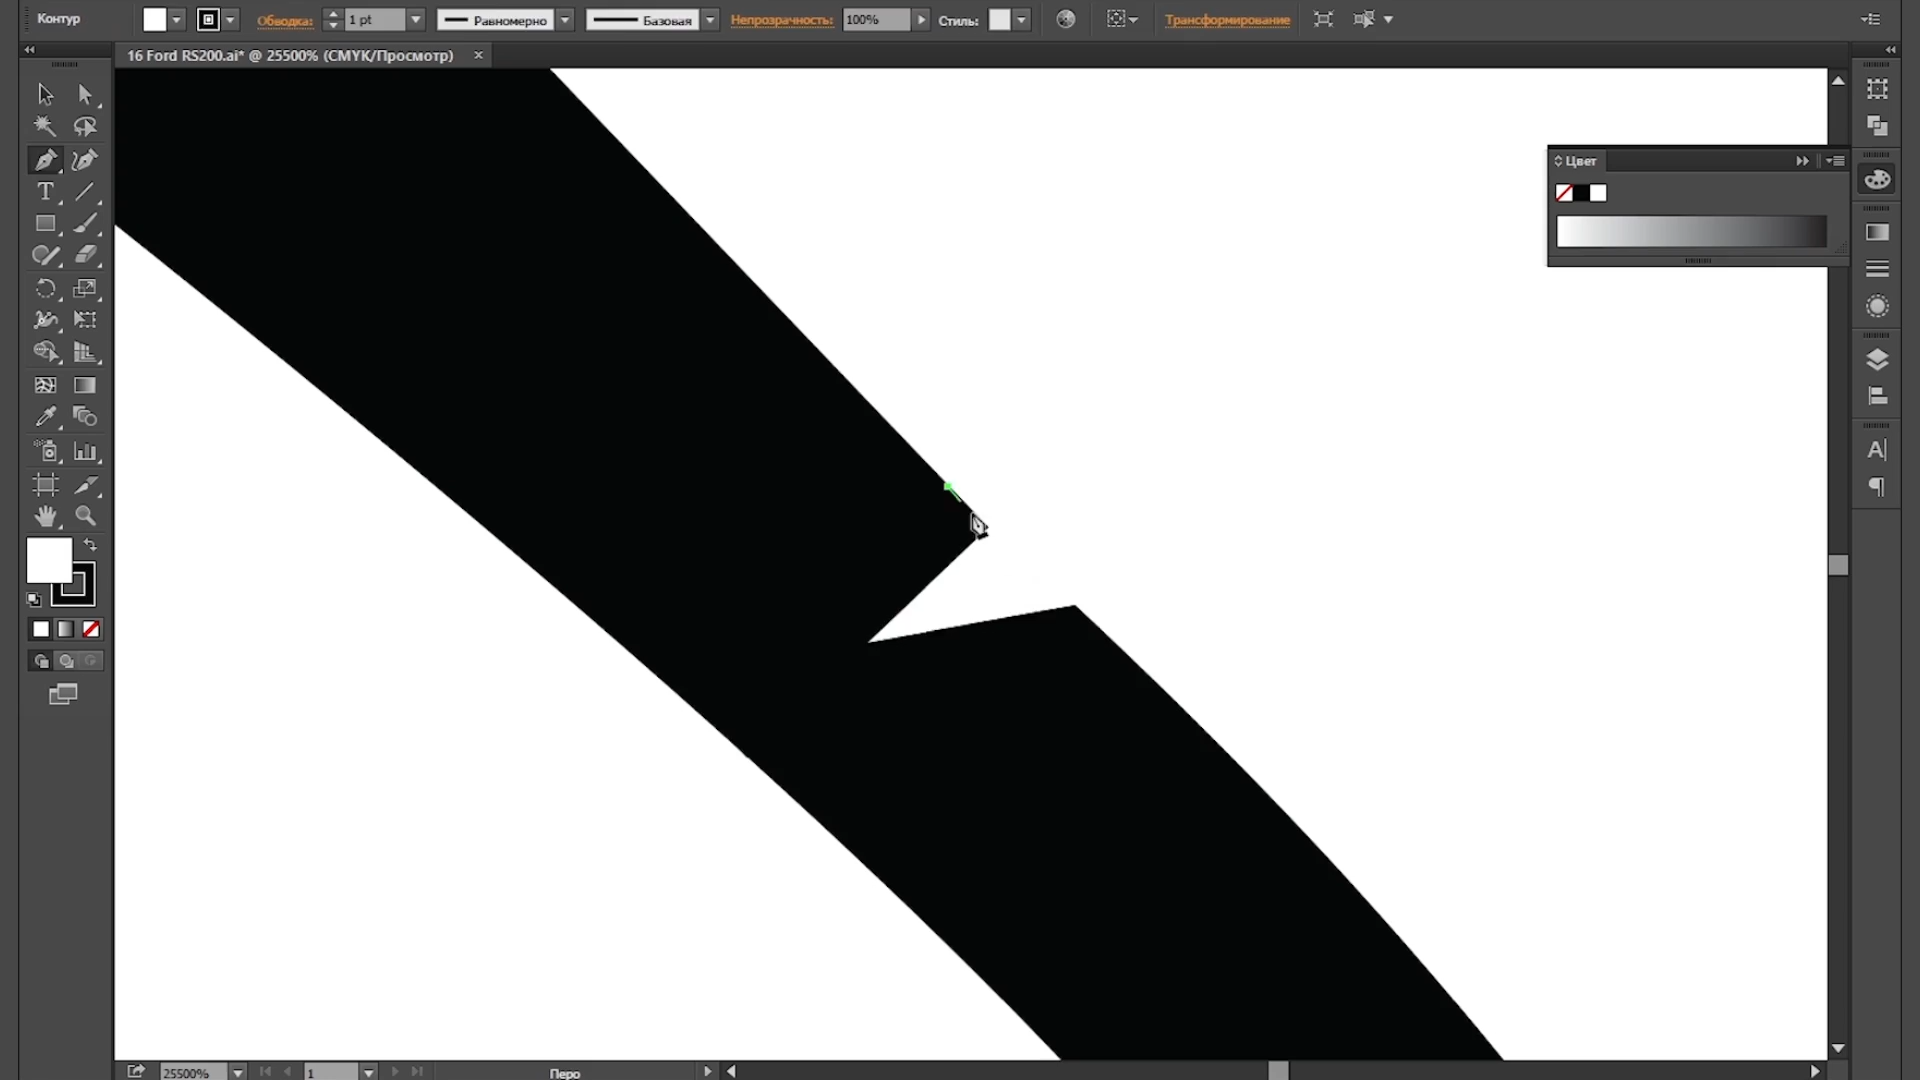 Контур
Обводка:
1 pt
Равномерно
Базовая
Непрозрачность:
100%
Стиль:
Трансформирование
16 Ford RS200.ai* @ 25500% (CMYK/Просмотр)
Цвет
25500%
1
Перо